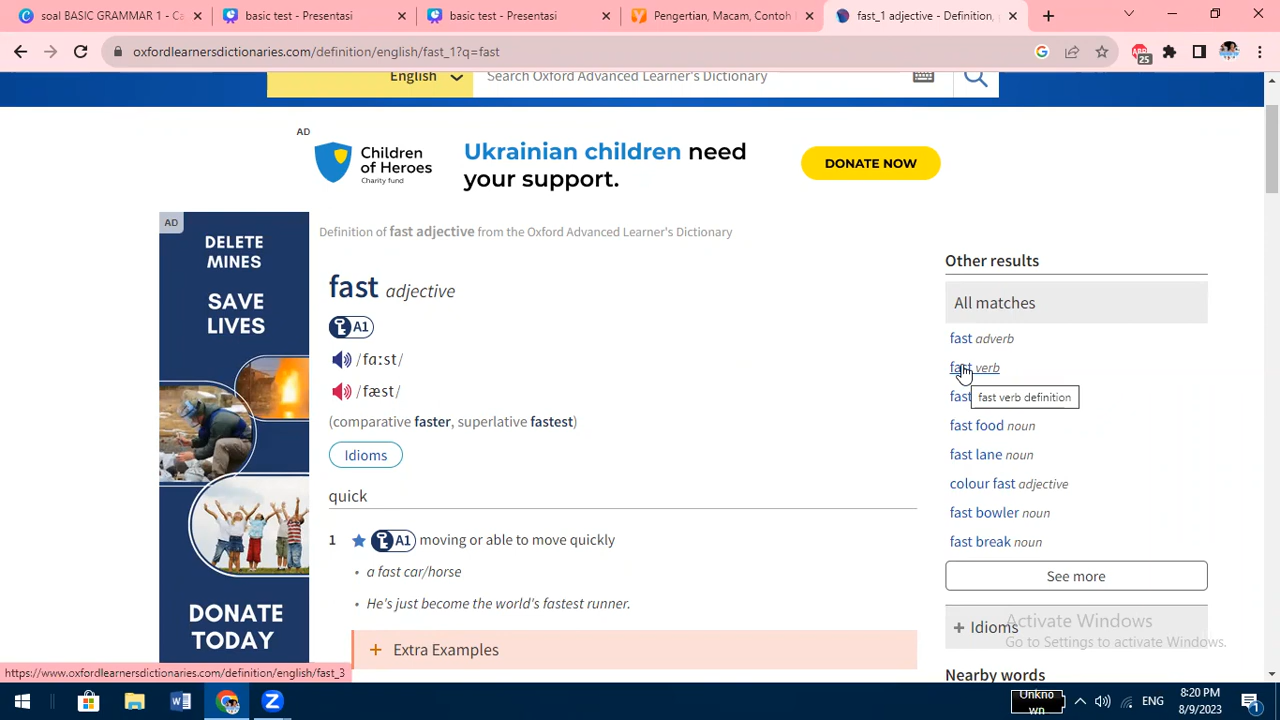 soal BASIC GRAMMAR 1 - Ca
basic test - Presentasi
basic test - Presentasi
Pengertian, Macam, Contoh
fast_1 adjective - Definition,
oxfordlearnersdictionaries.com/definition/english/fast_1?q=fast
25
English
Search Oxford Advanced Learner's Dictionary
AD
Children of Heroes
Charity fund
Ukrainian children need
your support.
DONATE NOW
AD
DELETE
MINES
SAVE
LIVES
DONATE
TODAY
Definition of fast adjective from the Oxford Advanced Learner's Dictionary
fast adjective
A1
/fɑːst/
/fæst/
(comparative faster, superlative fastest)
Idioms
quick
1 A1 moving or able to move quickly
• a fast car/horse
• He's just become the world's fastest runner.
+ Extra Examples
Other results
All matches
fast adverb
fast verb
fast
fast verb definition
fast food noun
fast lane noun
colour fast adjective
fast bowler noun
fast break noun
See more
+ Idioms
Nearby words
Activate Windows
Go to Settings to activate Windows.
https://www.oxfordlearnersdictionaries.com/definition/english/fast_3
Unkno
wn
ENG
8:20 PM
8/9/2023
1